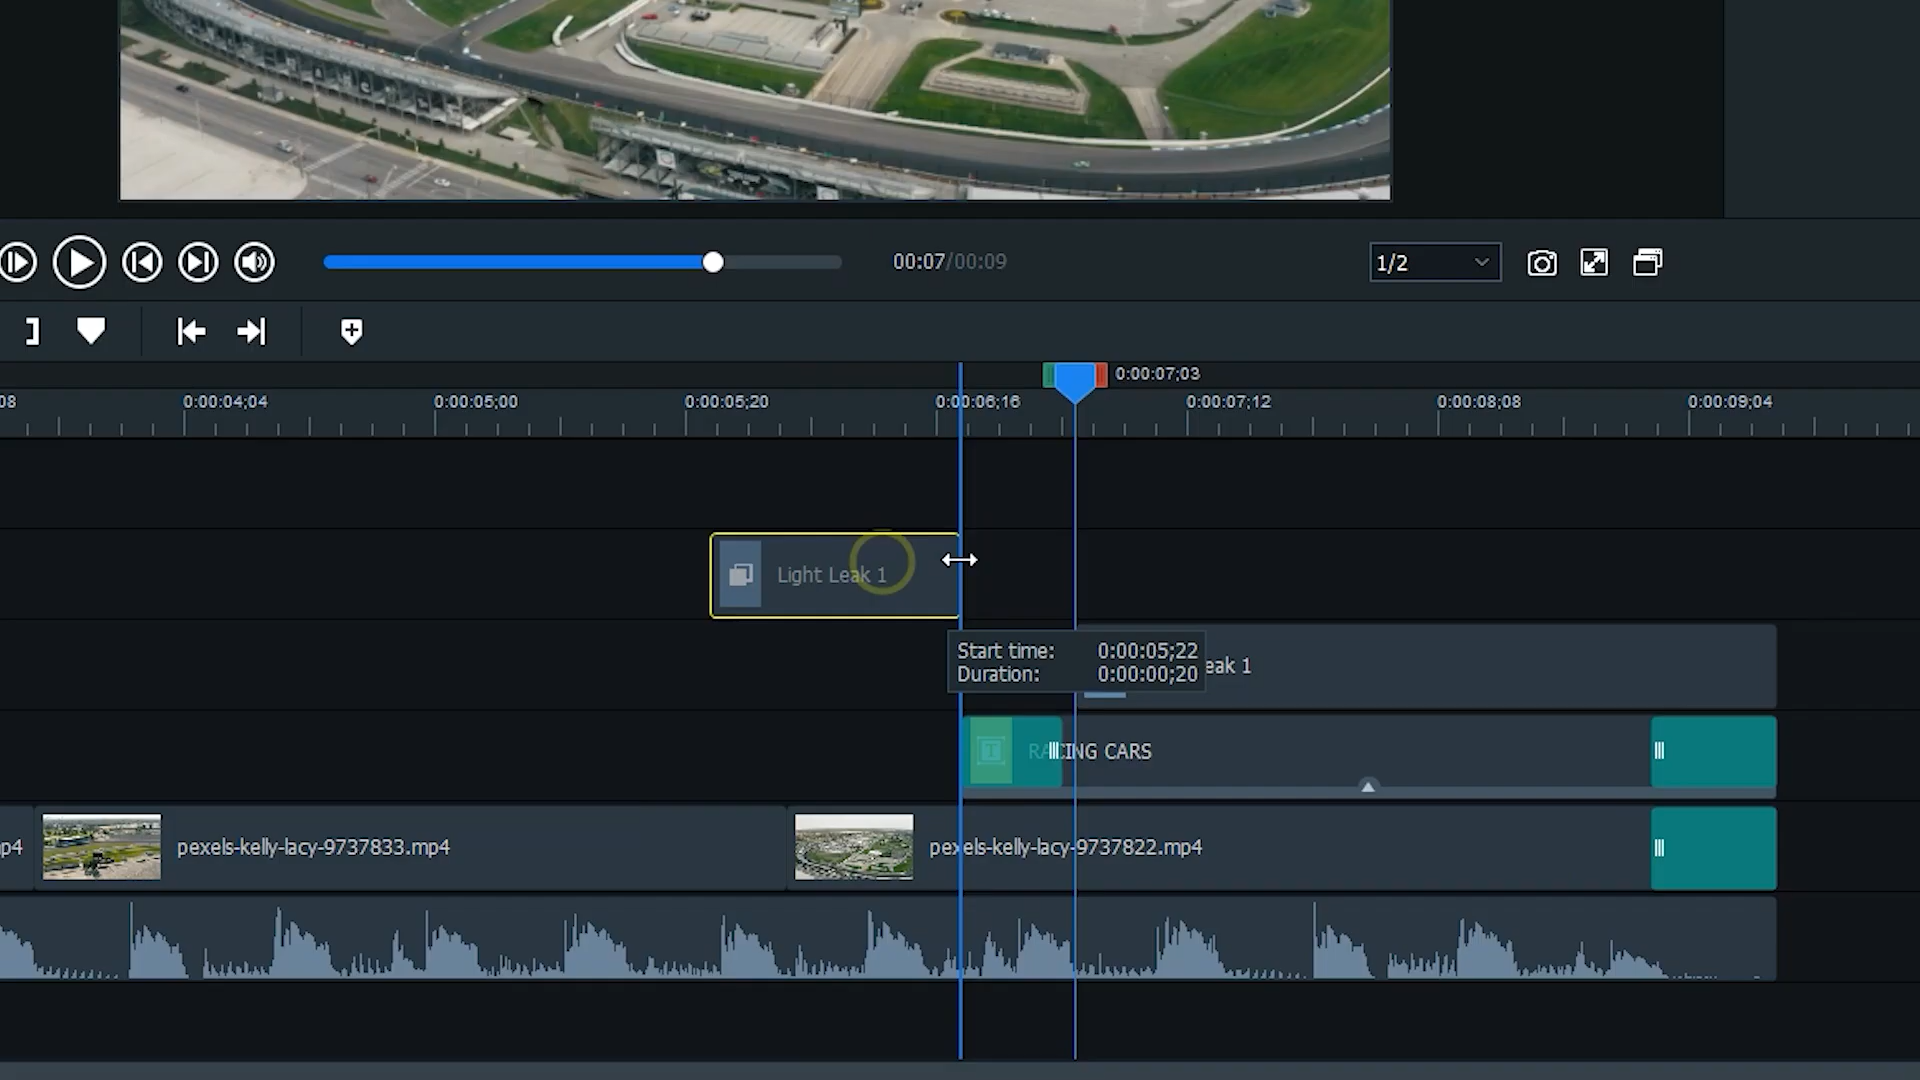 00:07/00:09
1/2
0:00:07;03
08
0:00:04;04
0:00:05;00
0:00:05;20
0:00:06;16
0:00:07;12
0:00:08;08
0:00:09;04
Light Leak 1
Start time: 0:00:05;22
Duration: 0:00:00;20
eak 1
T
RACING CARS
p4
pexels-kelly-lacy-9737833.mp4
pexels-kelly-lacy-9737822.mp4